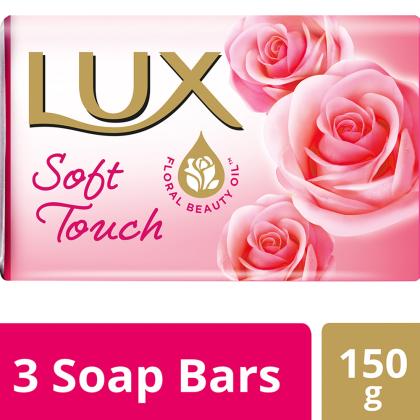 LUX
Soft
Touch
FLORAL BEAUTY OIL™
3 Soap Bars
150
g